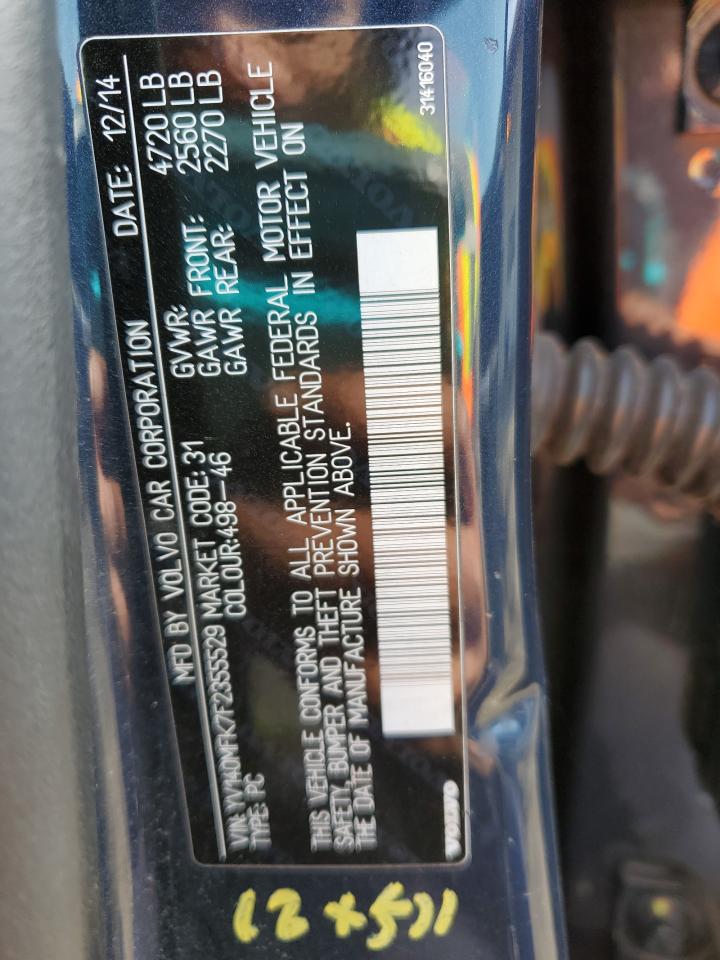 MFD BY VOLVO CAR CORPORATION DATE: 12/14
GVWR: 4720 LB
GAWR FRONT: 2560 LB
GAWR REAR: 2270 LB
VIN: YV140MFK7F2355529 MARKET CODE: 31
TYPE: PC COLOUR:498-46
THIS VEHICLE CONFORMS TO ALL APPLICABLE FEDERAL MOTOR VEHICLE
SAFETY, BUMPER AND THEFT PREVENTION STANDARDS IN EFFECT ON
THE DATE OF MANUFACTURE SHOWN ABOVE.
VOLVO 31416040